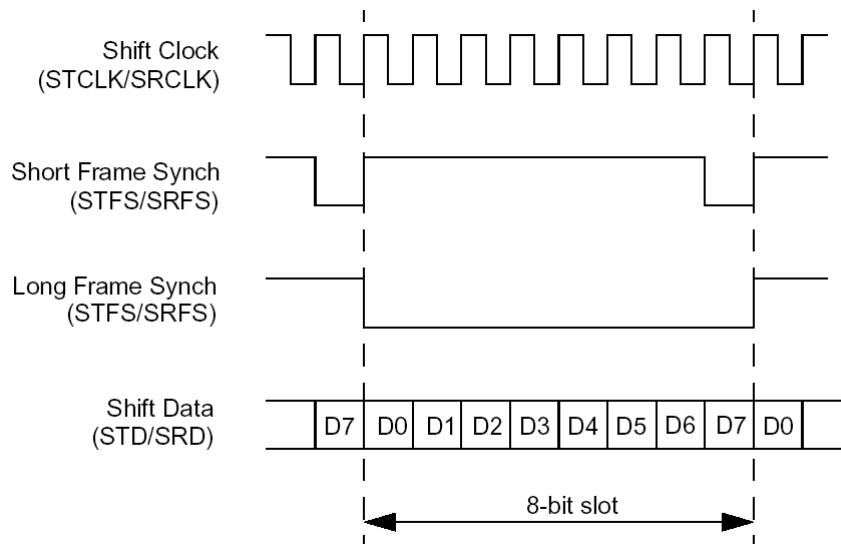 Shift Clock
(STCLK/SRCLK)
Short Frame Synch
(STFS/SRFS)
Long Frame Synch
(STFS/SRFS)
Shift Data
(STD/SRD)
D7 D0 D1 D2 D3 D4 D5 D6 D7 D0
8-bit slot